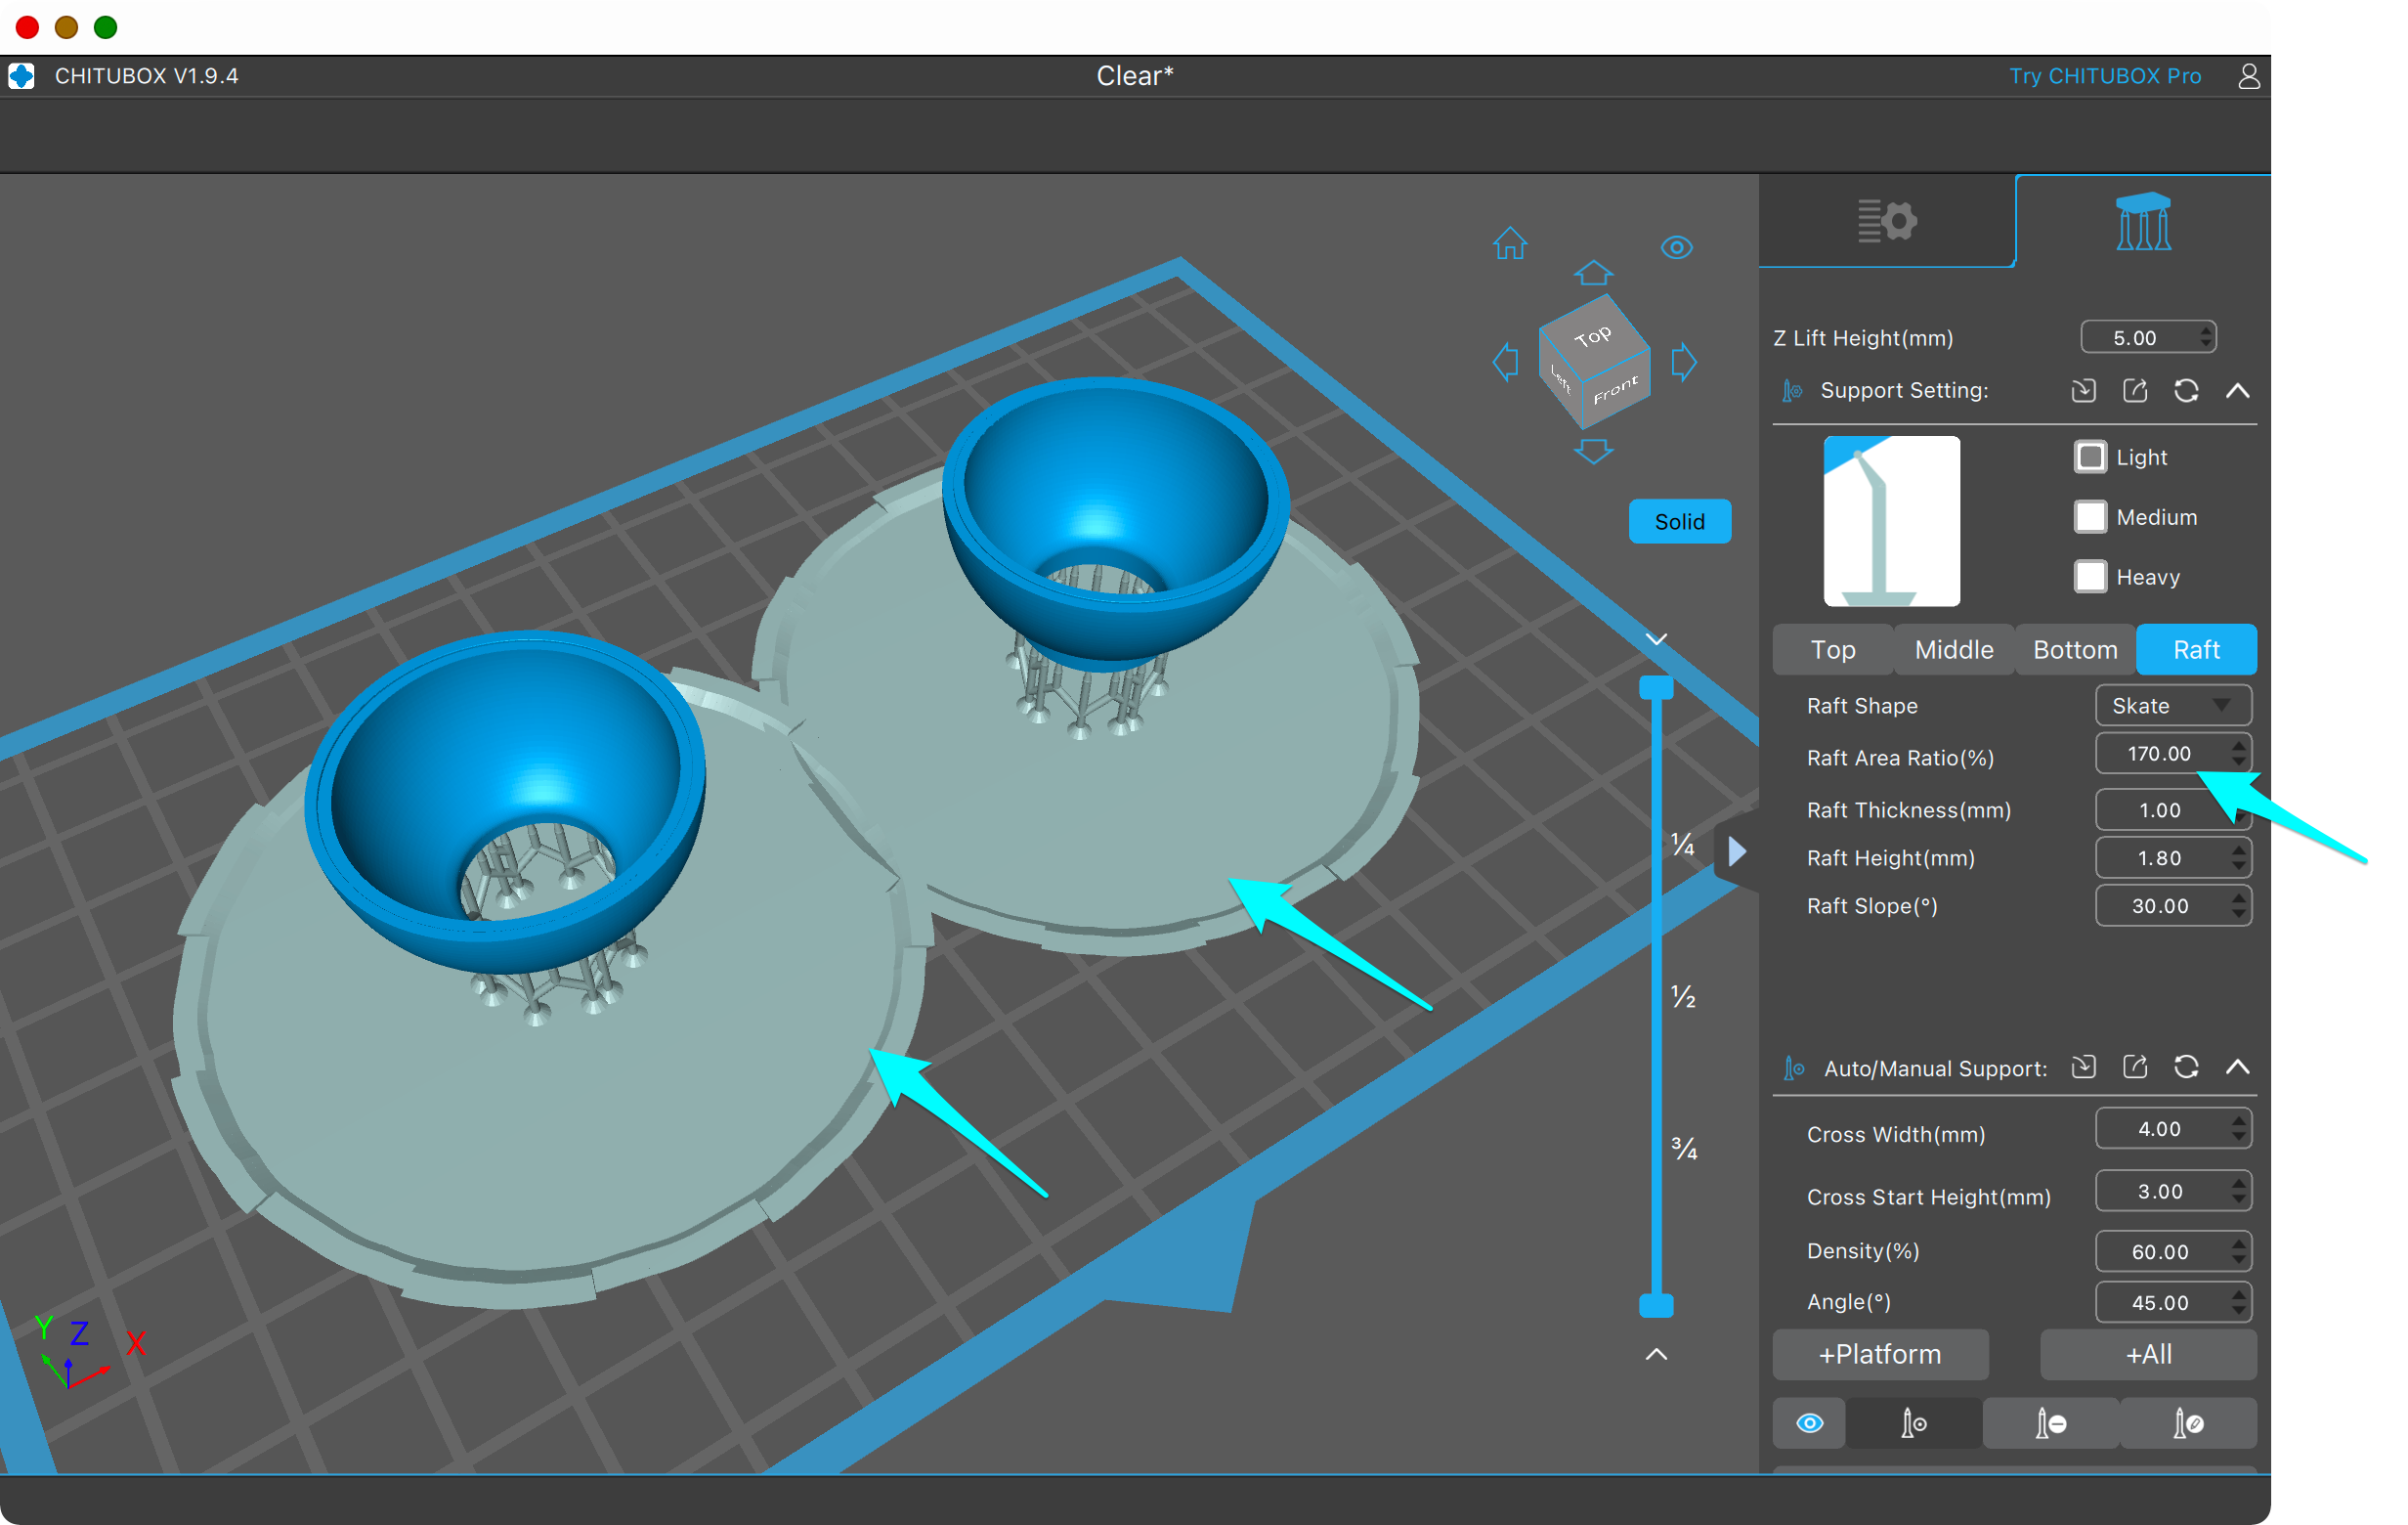 CHITUBOX V1.9.4
Clear*
Try CHITUBOX Pro
Top
Left
Front
Solid
¼
½
¾
Y
Z
X
Z Lift Height(mm)
5.00
Support Setting:
Light
Medium
Heavy
Top Middle Bottom Raft
Raft Shape
Skate
Raft Area Ratio(%)
170.00
Raft Thickness(mm)
1.00
Raft Height(mm)
1.80
Raft Slope(°)
30.00
Auto/Manual Support:
Cross Width(mm)
4.00
Cross Start Height(mm)
3.00
Density(%)
60.00
Angle(°)
45.00
+Platform
+All